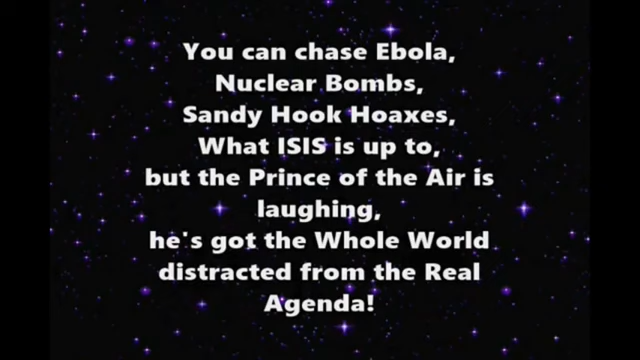 You can chase Ebola,
Nuclear Bombs,
Sandy Hook Hoaxes,
What ISIS is up to,
but the Prince of the Air is
laughing,
he's got the Whole World
distracted from the Real
Agenda!